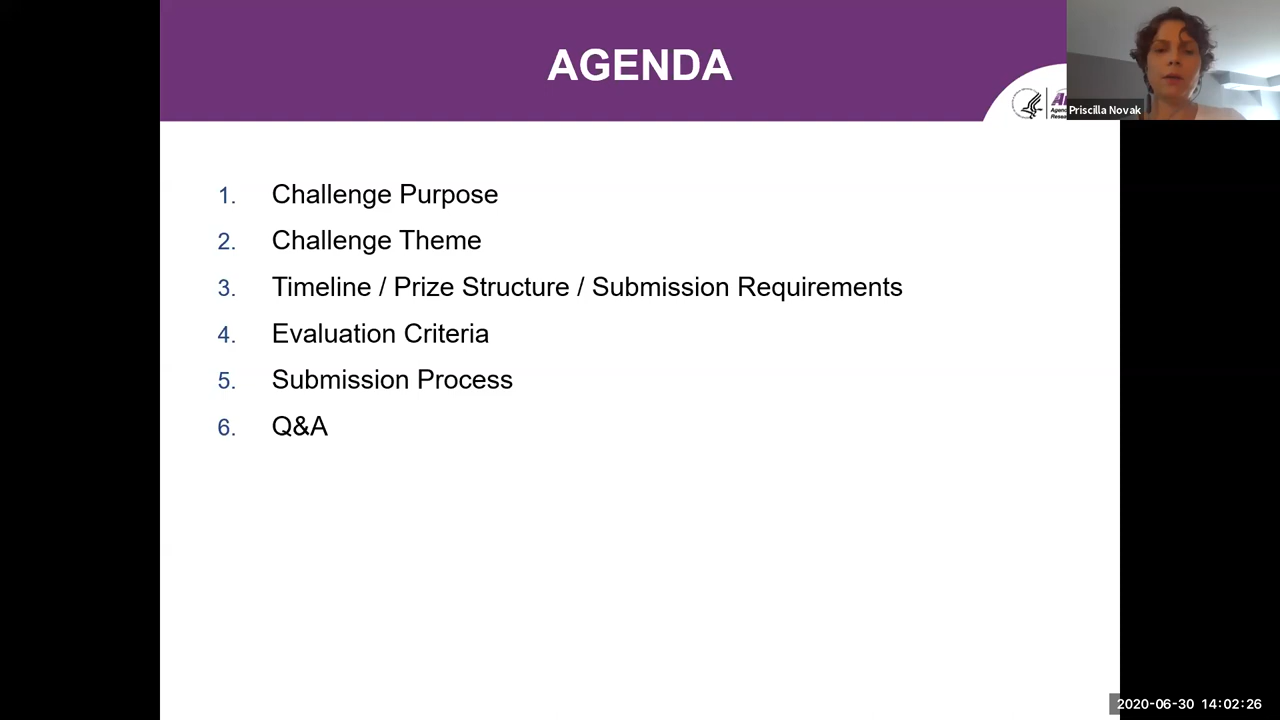 AGENDA
Priscilla Novak
1. Challenge Purpose
2. Challenge Theme
3. Timeline / Prize Structure / Submission Requirements
4. Evaluation Criteria
5. Submission Process
6. Q&A
2020-06-30 14:02:26